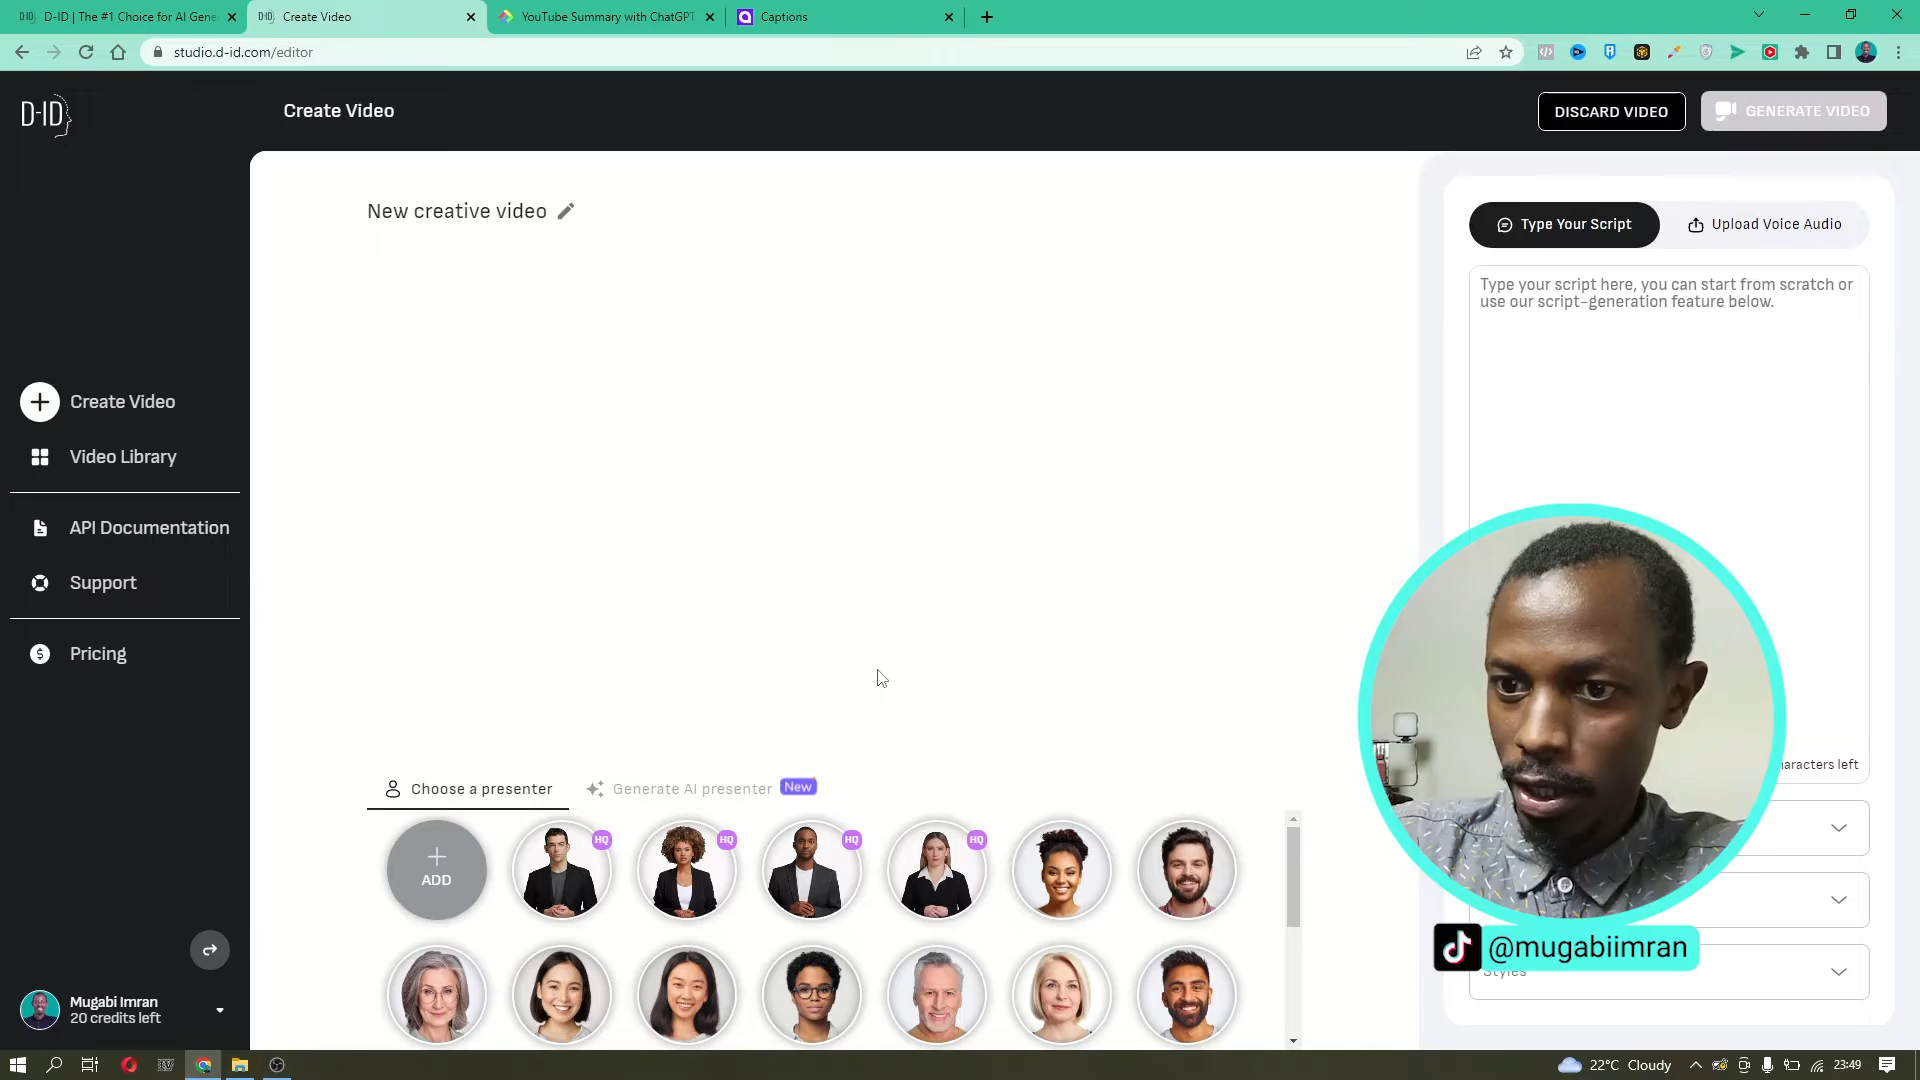 D-ID | The #1 Choice for AI Gene
Create Video
YouTube Summary with ChatGPT
Captions
studio.d-id.com/editor
D-ID
Create Video
DISCARD VIDEO
GENERATE VIDEO
New creative video
Type Your Script
Upload Voice Audio
Type your script here, you can start from scratch or
use our script-generation feature below.
Create Video
Video Library
API Documentation
Support
Pricing
aracters left
Choose a presenter
Generate AI presenter
New
HQ
HQ
HQ
HQ
ADD
@mugabiimran
Styles
Mugabi Imran
20 credits left
22°C Cloudy
23:49